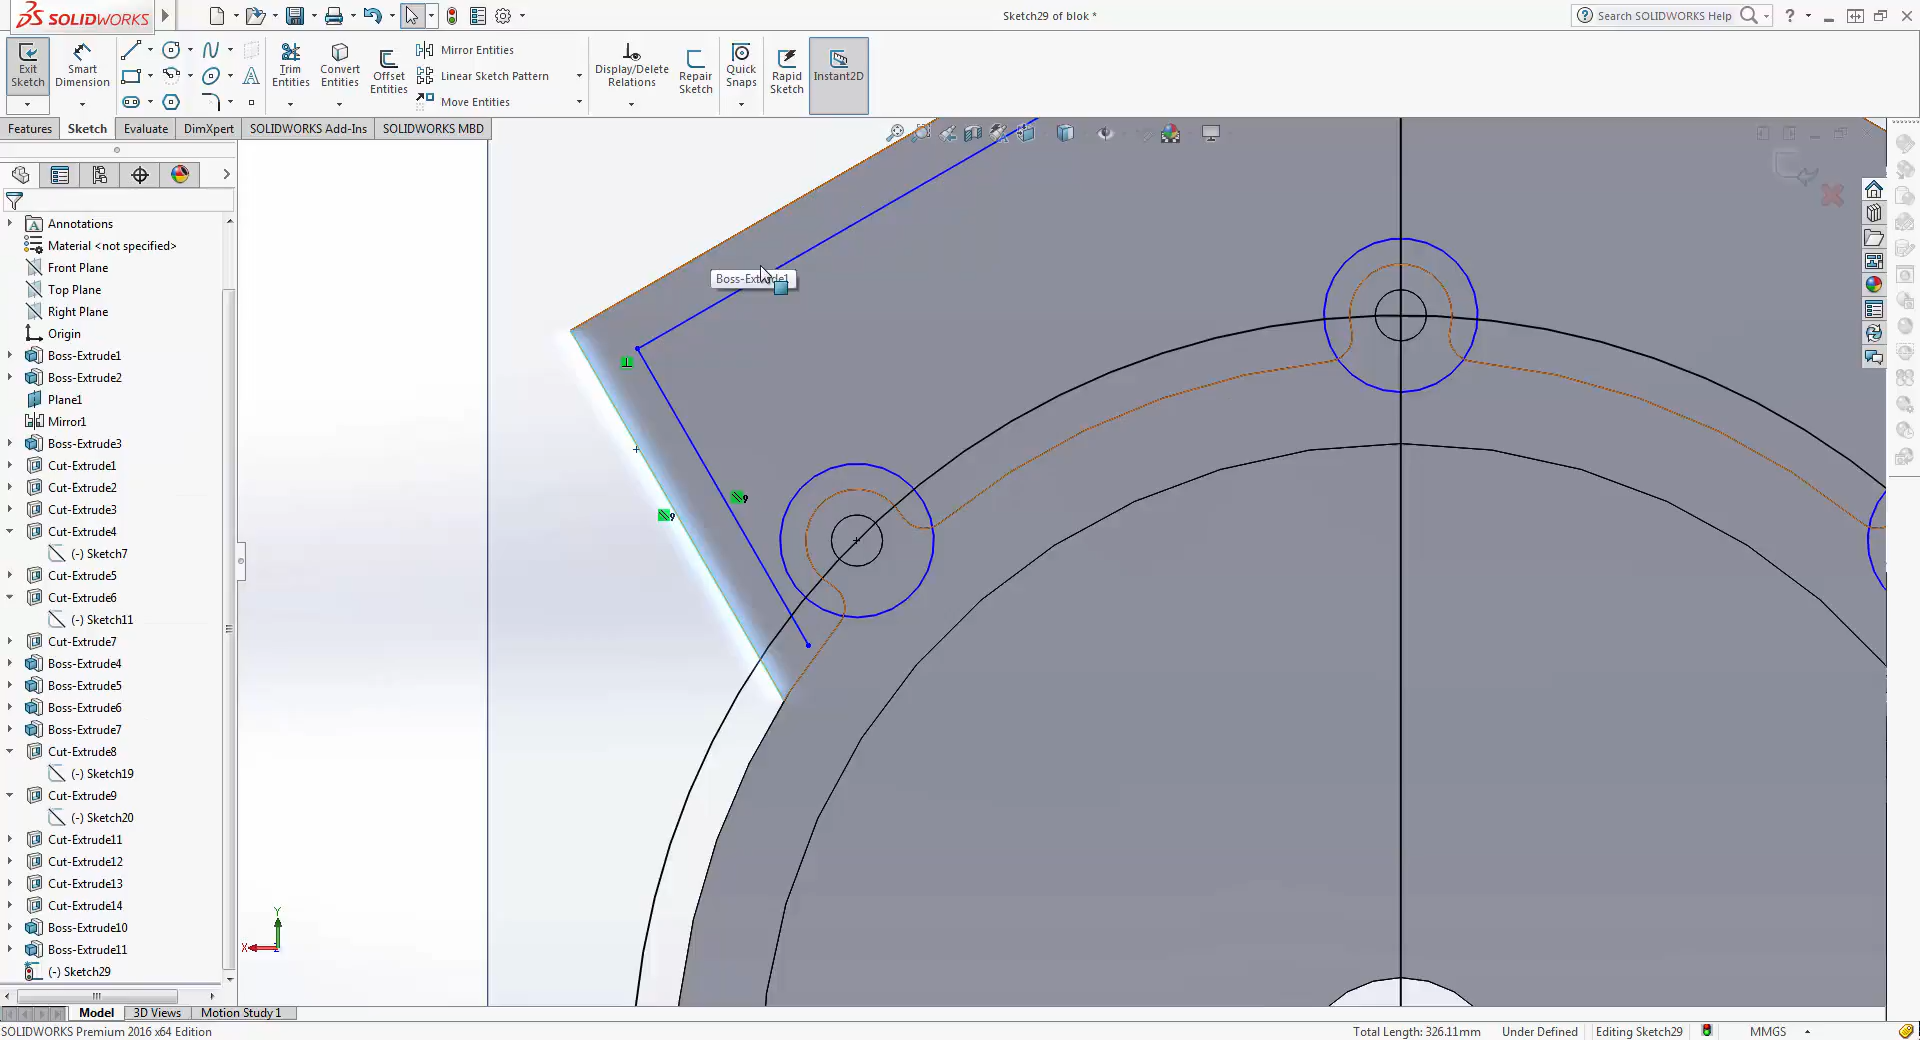 SOLIDWORKS
Sketch29 of blok *
Search SOLIDWORKS Help
Exit Sketch
Smart Dimension
Trim Entities
Convert Entities
Offset Entities
Mirror Entities
Linear Sketch Pattern
Move Entities
Display/Delete Relations
Repair Sketch
Quick Snaps
Rapid Sketch
Instant2D
Features
Sketch
Evaluate
DimXpert
SOLIDWORKS Add-Ins
SOLIDWORKS MBD
Annotations
Material <not specified>
Front Plane
Top Plane
Right Plane
Origin
Boss-Extrude1
Boss-Extrude2
Plane1
Mirror1
Boss-Extrude3
Cut-Extrude1
Cut-Extrude2
Cut-Extrude3
Cut-Extrude4
(-) Sketch7
Cut-Extrude5
Cut-Extrude6
(-) Sketch11
Cut-Extrude7
Boss-Extrude4
Boss-Extrude5
Boss-Extrude6
Boss-Extrude7
Cut-Extrude8
(-) Sketch19
Cut-Extrude9
(-) Sketch20
Cut-Extrude11
Cut-Extrude12
Cut-Extrude13
Cut-Extrude14
Boss-Extrude10
Boss-Extrude11
(-) Sketch29
Boss-Extrude1
9
9
Y
X
Model
3D Views
Motion Study 1
SOLIDWORKS Premium 2016 x64 Edition
Total Length: 326.11mm
Under Defined
Editing Sketch29
MMGS